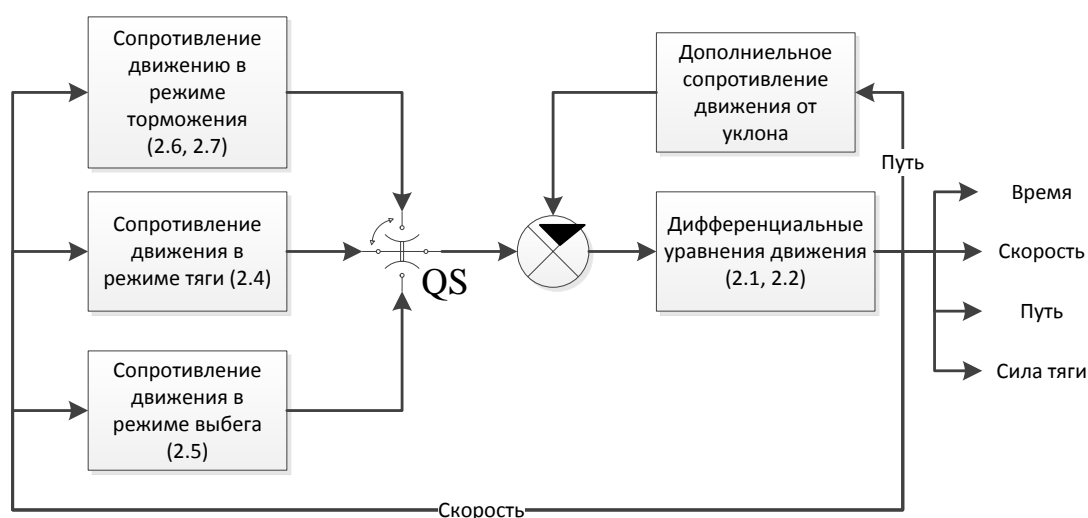 Сопротивление
движению в
режиме
торможения
(2.6, 2.7)
Сопротивление
движения в
режиме тяги (2.4)
Сопротивление
движения в
режиме выбега
(2.5)
QS
Дополниельное
сопротивление
движения от
уклона
Дифференциальные
уравнения движения
(2.1, 2.2)
Путь
Время
Скорость
Путь
Сила тяги
Скорость